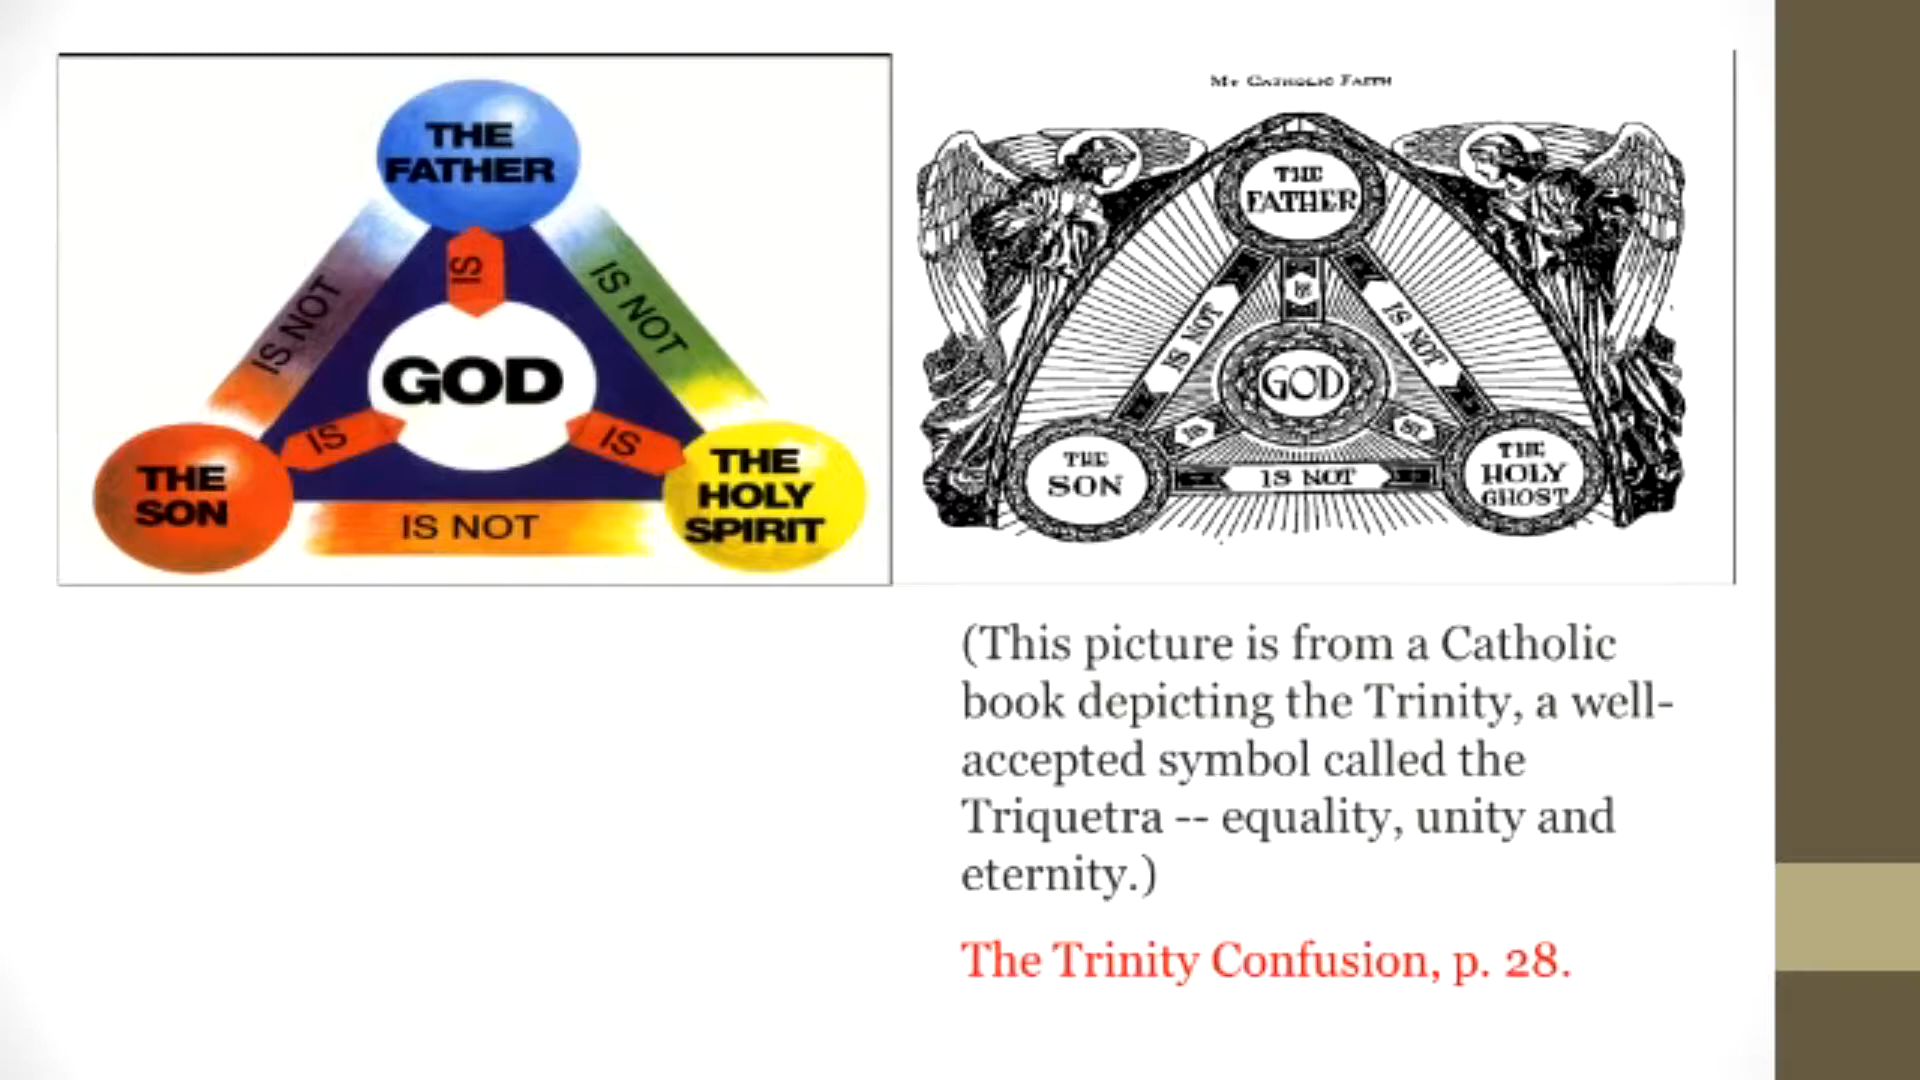 THE
FATHER
IS NOT
IS
IS NOT
GOD
IS
IS
THE
SON
IS NOT
THE
HOLY
SPIRIT
My Catholic Faith
THE
FATHER
IS NOT
IS
IS NOT
GOD
IS
IS
THE
SON
IS NOT
THE
HOLY
GHOST
(This picture is from a Catholic
book depicting the Trinity, a well-
accepted symbol called the
Triquetra -- equality, unity and
eternity.)
The Trinity Confusion, p. 28.